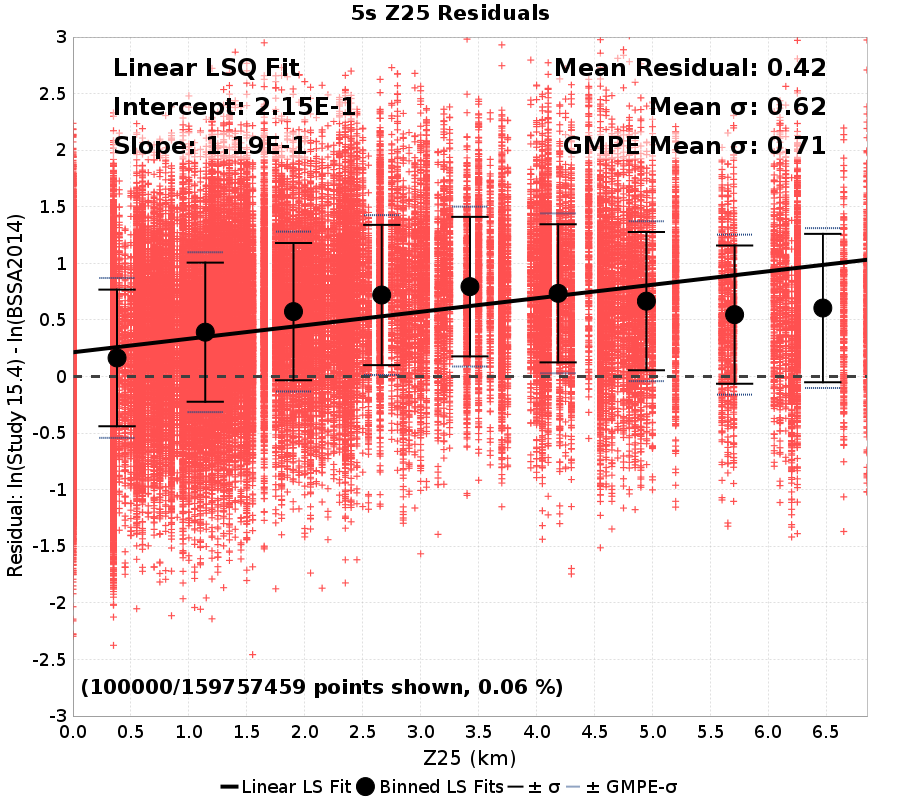 5s Z25 Residuals
Linear LSQ Fit
Intercept: 2.15E-1
Slope: 1.19E-1
Mean Residual: 0.42
Mean σ: 0.62
GMPE Mean σ: 0.71
Residual: ln(Study 15.4) - ln(BSSA2014)
3
2.5
2
1.5
1
0.5
0
-0.5
-1
-1.5
-2
-2.5
-3
(100000/159757459 points shown, 0.06 %)
0.0 0.5 1.0 1.5 2.0 2.5 3.0 3.5 4.0 4.5 5.0 5.5 6.0 6.5
Z25 (km)
Linear LS Fit Binned LS Fits ± σ ± GMPE-σ